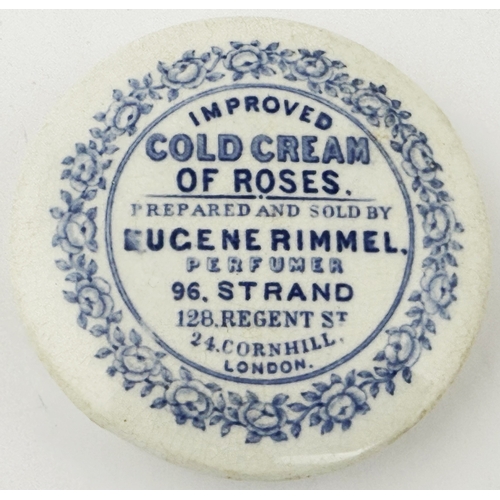 IMPROVED
COLD CREAM
OF ROSES.
PREPARED AND SOLD BY
EUGENE RIMMEL.
PERFUMER
96, STRAND
128, REGENT ST
24, CORNHILL,
LONDON.